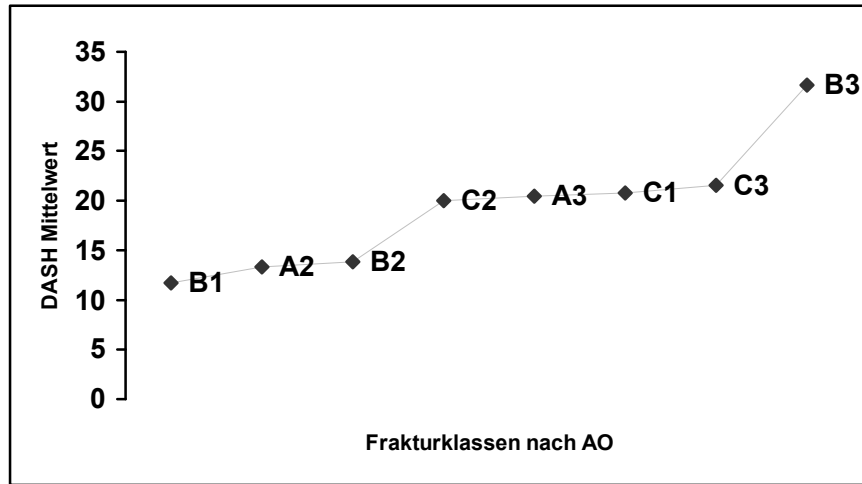 35
30
25
20
15
10
5
0
DASH Mittelwert
B1
A2
B2
C2
A3
C1
C3
B3
Frakturklassen nach AO